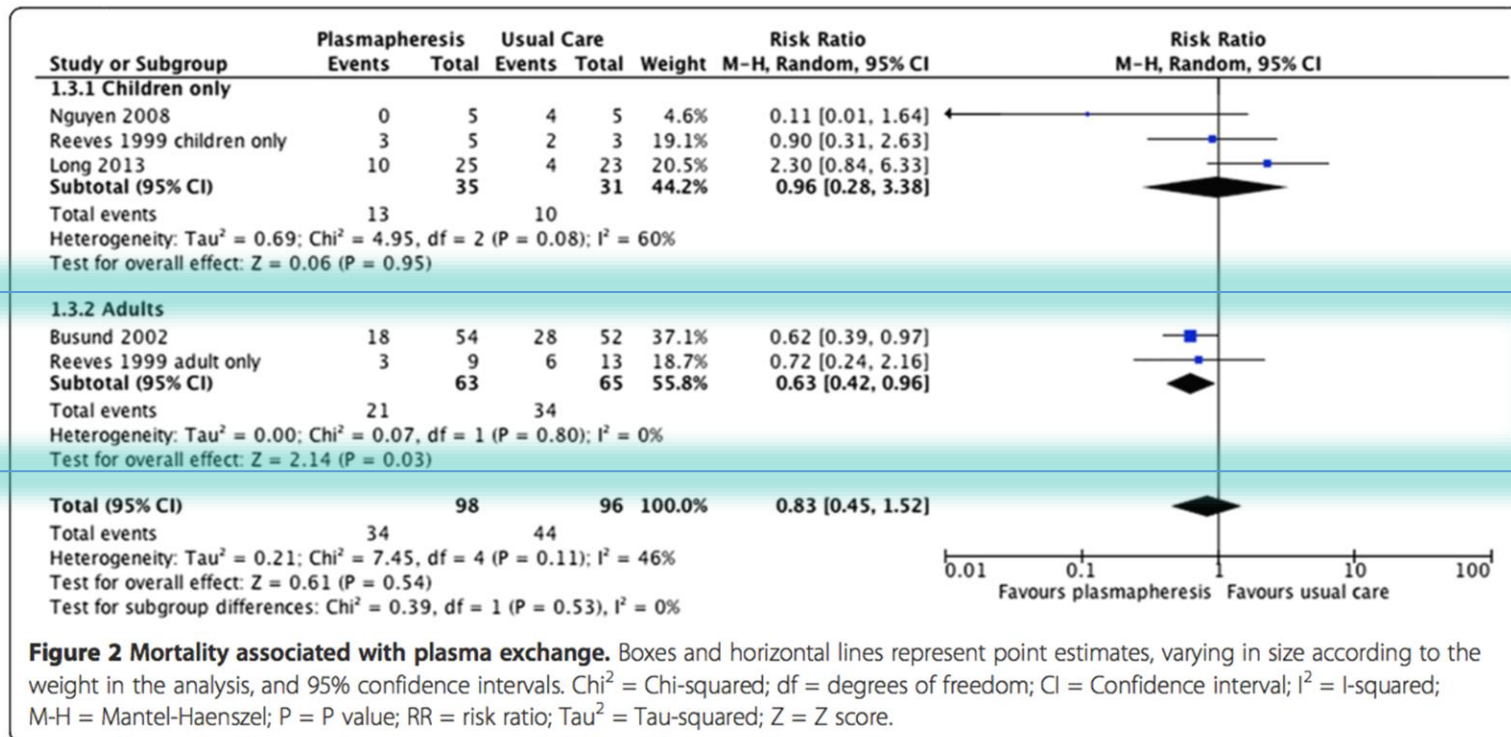 Plasmapheresis Usual Care Risk Ratio Risk Ratio
Study or Subgroup Events Total Events Total Weight M-H, Random, 95% CI M-H, Random, 95% CI
1.3.1 Children only
Nguyen 2008 0 5 4 5 4.6% 0.11 [0.01, 1.64]
Reeves 1999 children only 3 5 2 3 19.1% 0.90 [0.31, 2.63]
Long 2013 10 25 4 23 20.5% 2.30 [0.84, 6.33]
Subtotal (95% CI) 35 31 44.2% 0.96 [0.28, 3.38]
Total events 13 10
Heterogeneity: Tau² = 0.69; Chi² = 4.95, df = 2 (P = 0.08); I² = 60%
Test for overall effect: Z = 0.06 (P = 0.95)
1.3.2 Adults
Busund 2002 18 54 28 52 37.1% 0.62 [0.39, 0.97]
Reeves 1999 adult only 3 9 6 13 18.7% 0.72 [0.24, 2.16]
Subtotal (95% CI) 63 65 55.8% 0.63 [0.42, 0.96]
Total events 21 34
Heterogeneity: Tau² = 0.00; Chi² = 0.07, df = 1 (P = 0.80); I² = 0%
Test for overall effect: Z = 2.14 (P = 0.03)
Total (95% CI) 98 96 100.0% 0.83 [0.45, 1.52]
Total events 34 44
Heterogeneity: Tau² = 0.21; Chi² = 7.45, df = 4 (P = 0.11); I² = 46%
Test for overall effect: Z = 0.61 (P = 0.54)
Test for subgroup differences: Chi² = 0.39, df = 1 (P = 0.53), I² = 0%
0.01 0.1 1 10 100
Favours plasmapheresis Favours usual care
Figure 2 Mortality associated with plasma exchange. Boxes and horizontal lines represent point estimates, varying in size according to the
weight in the analysis, and 95% confidence intervals. Chi² = Chi-squared; df = degrees of freedom; CI = Confidence interval; I² = I-squared;
M-H = Mantel-Haenszel; P = P value; RR = risk ratio; Tau² = Tau-squared; Z = Z score.